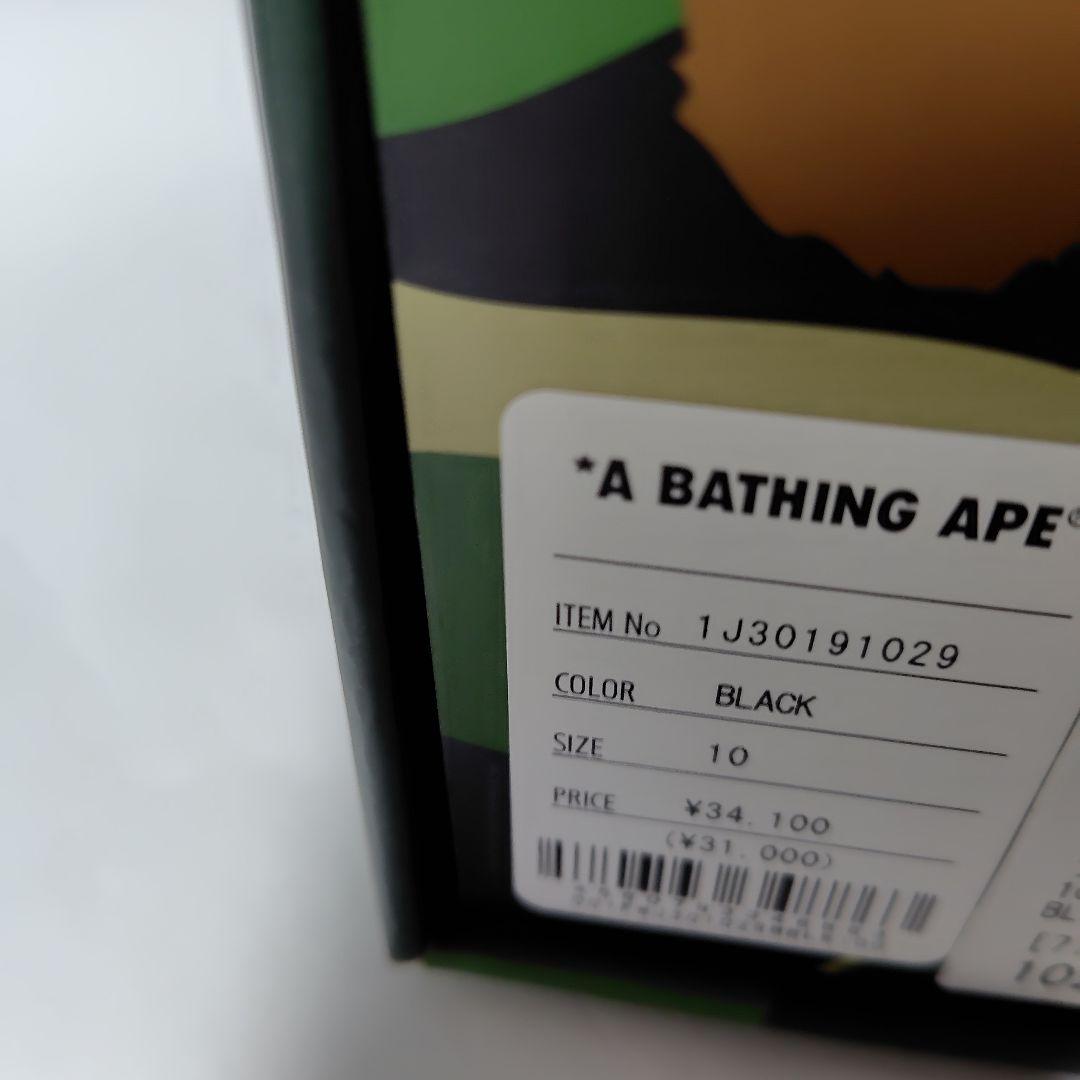 *A BATHING APE®
ITEM No 1J30191029
COLOR BLACK
SIZE 10
PRICE ¥34.100
(¥31.000)